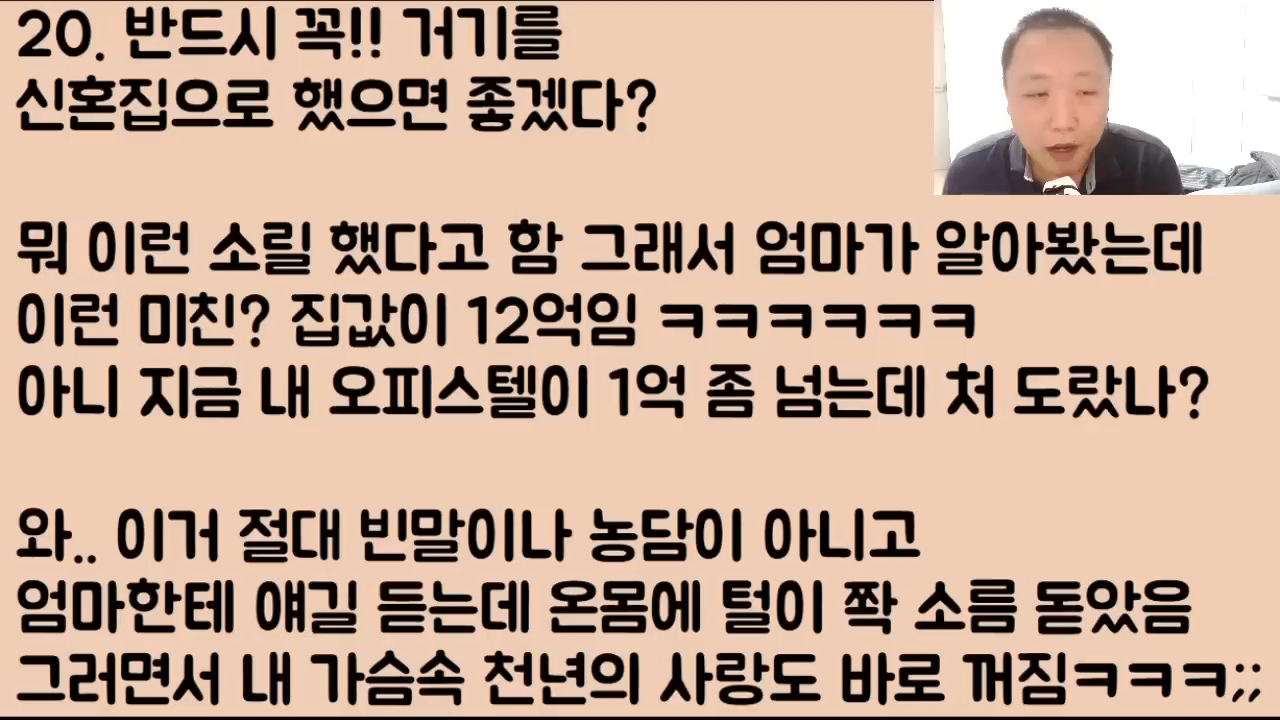 20. 반드시 꼭!! 거기를
신혼집으로 했으면 좋겠다?
뭐 이런 소릴 했다고 함 그래서 엄마가 알아봤는데
이런 미친? 집값이 12억임 ㅋㅋㅋㅋㅋㅋ
아니 지금 내 오피스텔이 1억 좀 넘는데 처 도랐나?
와.. 이거 절대 빈말이나 농담이 아니고
엄마한테 얘길 듣는데 온몸에 털이 쫙 소름 돋았음
그러면서 내 가슴속 천년의 사랑도 바로 꺼짐ㅋㅋㅋ;;